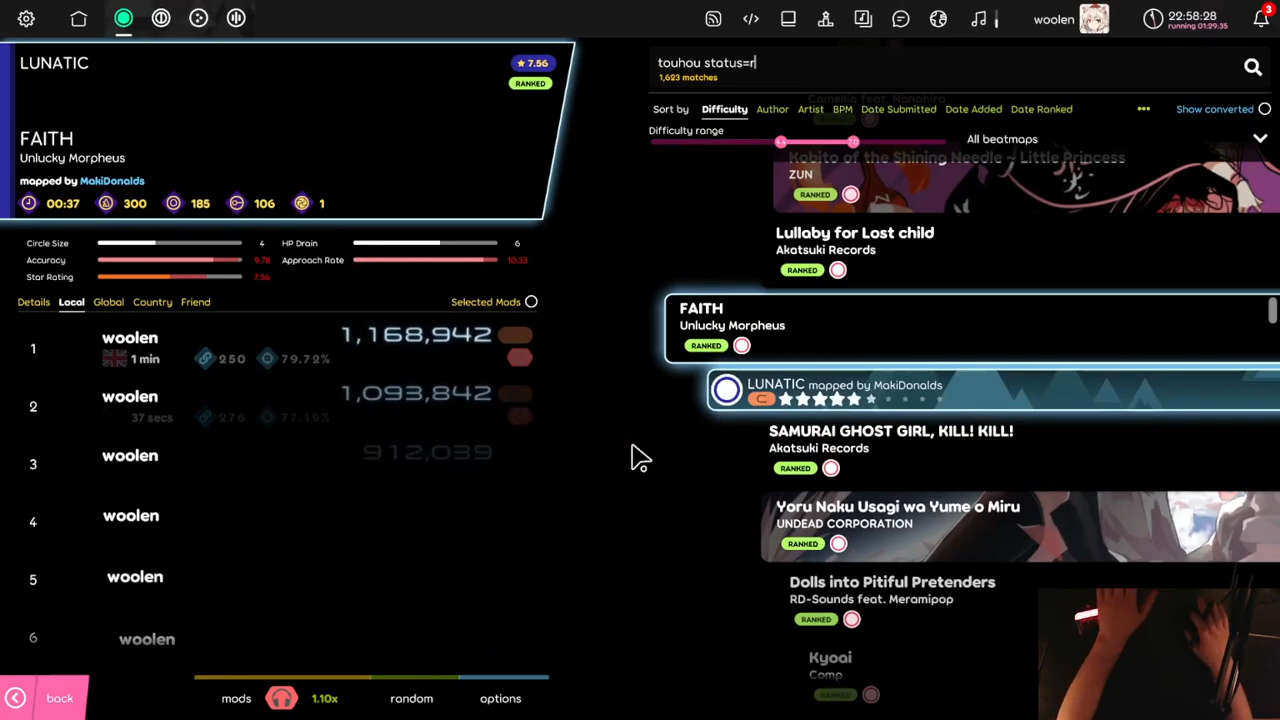 woolen
22:58:28
running 01:29:35
3
LUNATIC
7.56
RANKED
FAITH
Unlucky Morpheus
mapped by MakiDonalds
00:37
300
185
106
1
Circle Size
4
HP Drain
6
Accuracy
9.78
Approach Rate
10.33
Star Rating
7.56
Details
Local
Global
Country
Friend
Selected Mods
1
woolen
1,168,942
1 min
250
79.72%
2
woolen
1,093,842
37 secs
276
77.19%
3
woolen
912,039
4
woolen
5
woolen
6
woolen
back
mods
1.10x
random
options
touhou status=r
1,623 matches
Camellia feat. Nanahira
Sort by
Difficulty
Author
Artist
BPM
Date Submitted
Date Added
Date Ranked
•••
Show converted
Difficulty range
All beatmaps
Kobito of the Shining Needle ~ Little Princess
ZUN
RANKED
Lullaby for Lost child
Akatsuki Records
RANKED
FAITH
Unlucky Morpheus
RANKED
LUNATIC mapped by MakiDonalds
SAMURAI GHOST GIRL, KILL! KILL!
Akatsuki Records
RANKED
Yoru Naku Usagi wa Yume o Miru
UNDEAD CORPORATION
RANKED
Dolls into Pitiful Pretenders
RD-Sounds feat. Meramipop
RANKED
Kyoai
Comp
RANKED